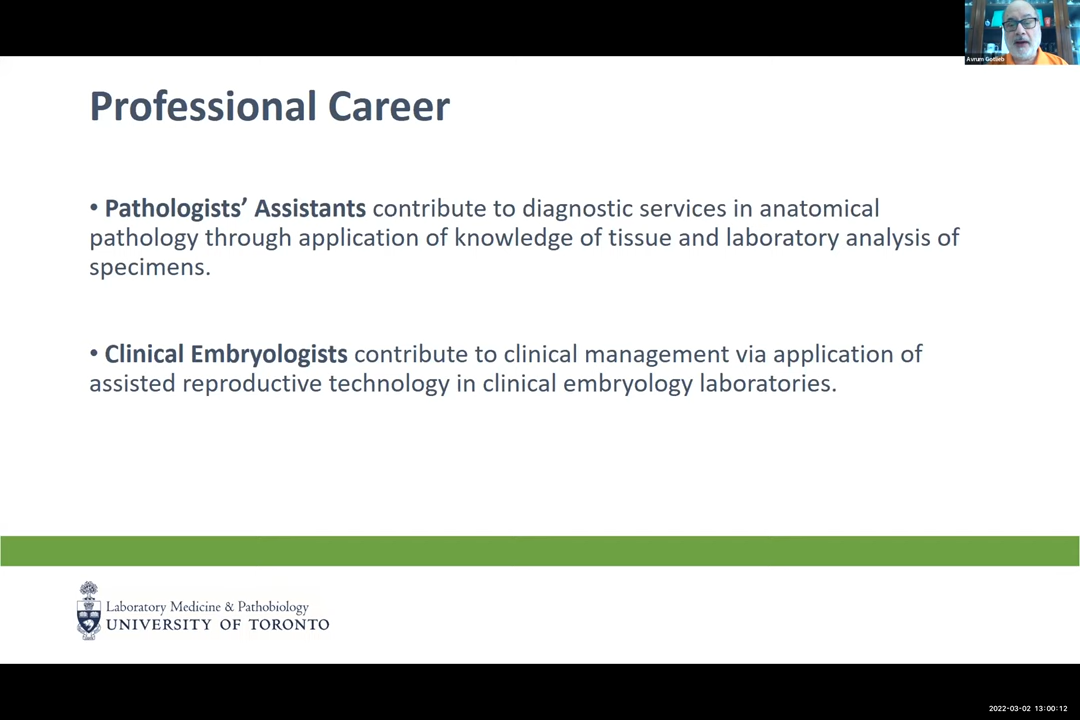 Avrum Gotlieb
Professional Career
• Pathologists’ Assistants contribute to diagnostic services in anatomical
pathology through application of knowledge of tissue and laboratory analysis of
specimens.
• Clinical Embryologists contribute to clinical management via application of
assisted reproductive technology in clinical embryology laboratories.
Laboratory Medicine & Pathobiology
UNIVERSITY OF TORONTO
2022-03-02 13:00:12